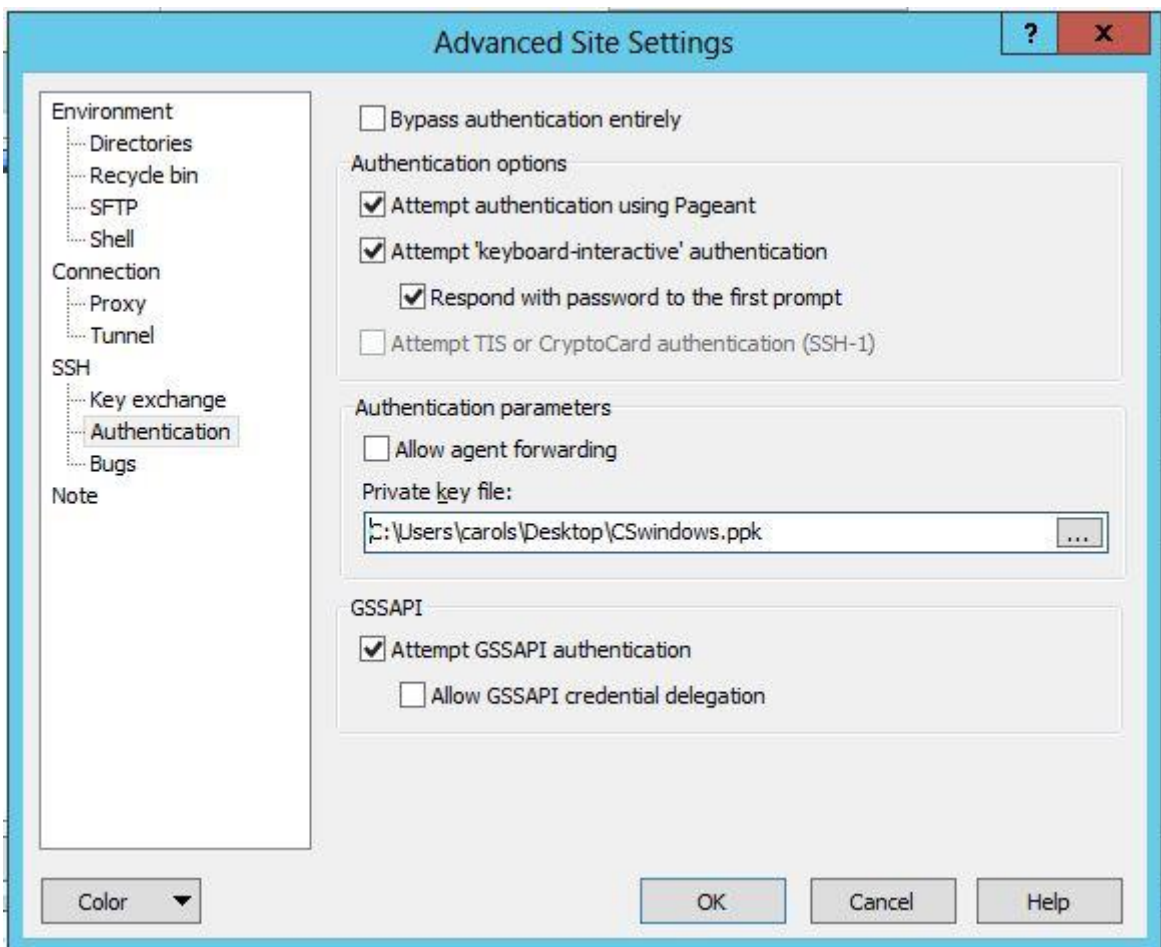 Advanced Site Settings
?
x
Environment
Directories
Recycle bin
SFTP
Shell
Connection
Proxy
Tunnel
SSH
Key exchange
Authentication
Bugs
Note
Bypass authentication entirely
Authentication options
Attempt authentication using Pageant
Attempt 'keyboard-interactive' authentication
Respond with password to the first prompt
Attempt TIS or CryptoCard authentication (SSH-1)
Authentication parameters
Allow agent forwarding
Private key file:
C:\Users\carols\Desktop\CSwindows.ppk
...
GSSAPI
Attempt GSSAPI authentication
Allow GSSAPI credential delegation
Color
OK
Cancel
Help